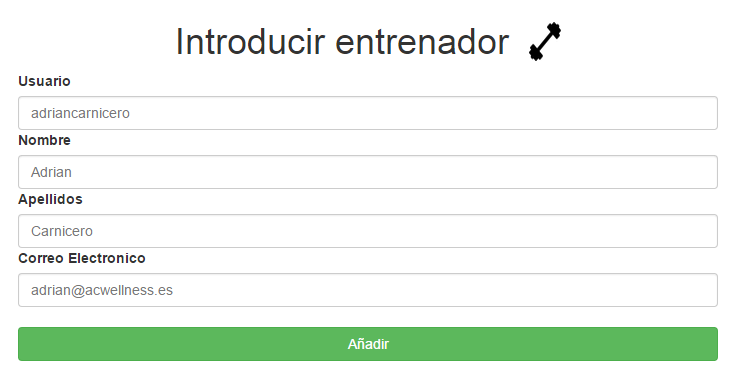 Introducir entrenador
Usuario
adriancarnicero
Nombre
Adrian
Apellidos
Carnicero
Correo Electronico
adrian@acwellness.es
Añadir